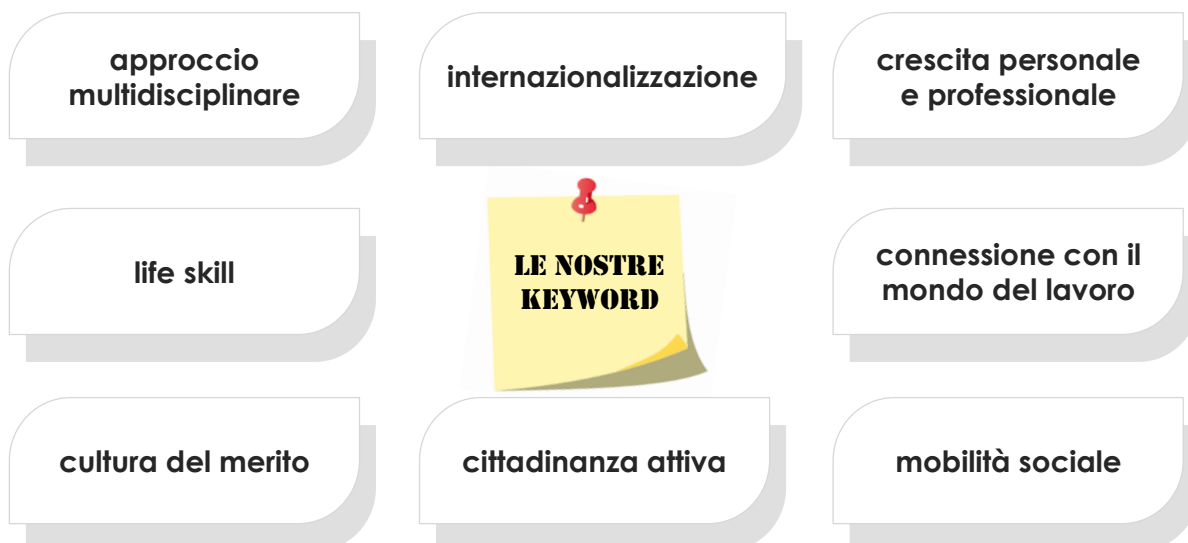 approccio
multidisciplinare
internazionalizzazione
crescita personale
e professionale
life skill
LE NOSTRE
KEYWORD
connessione con il
mondo del lavoro
cultura del merito
cittadinanza attiva
mobilità sociale